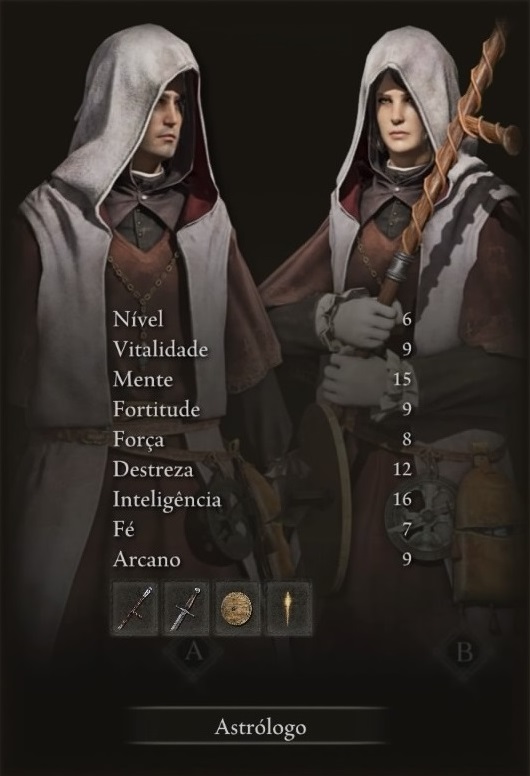 Nível 6
Vitalidade 9
Mente 15
Fortitude 9
Força 8
Destreza 12
Inteligência 16
Fé 7
Arcano 9
A B
Astrólogo